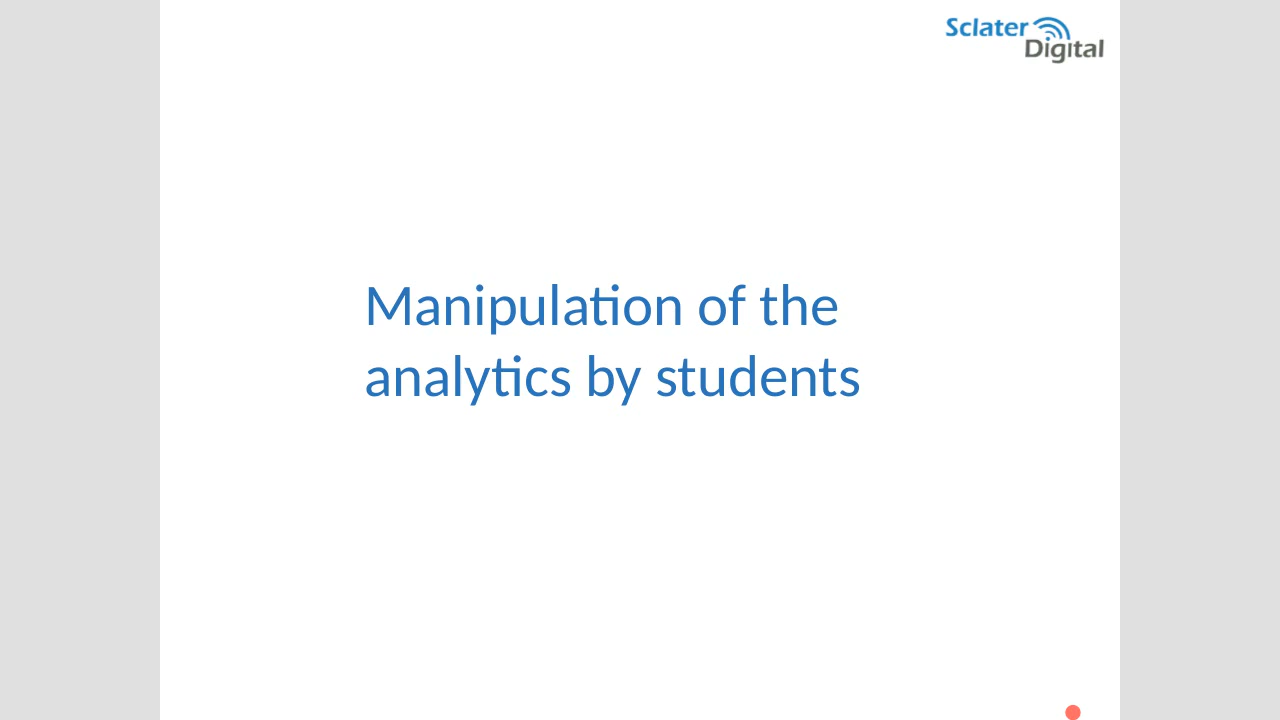 Sclater
Digital
Manipulation of the
analytics by students